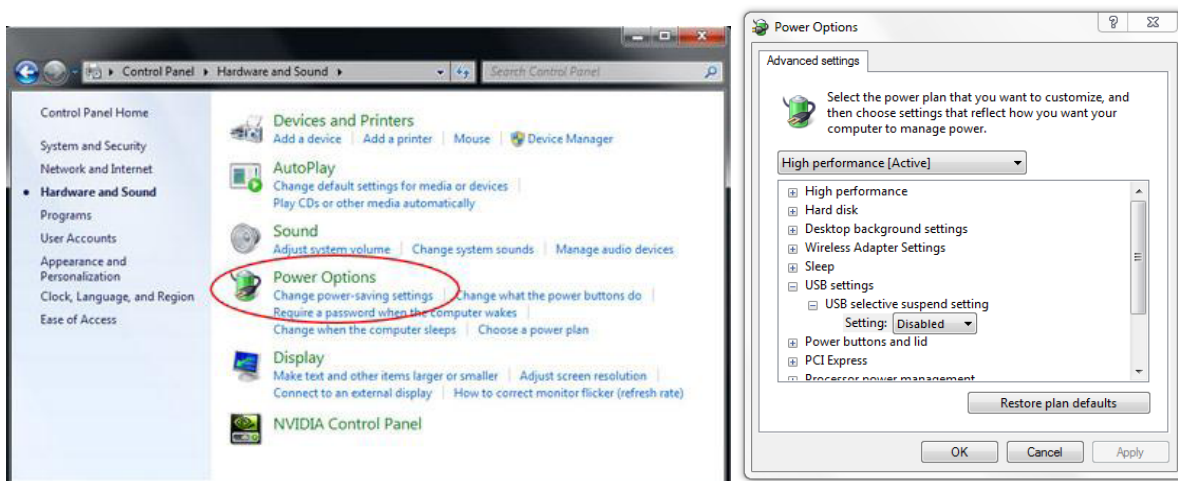 Control Panel ▸ Hardware and Sound ▸
Search Control Panel
Control Panel Home
System and Security
Network and Internet
Hardware and Sound
Programs
User Accounts
Appearance and
Personalization
Clock, Language, and Region
Ease of Access
Devices and Printers
Add a device | Add a printer | Mouse | Device Manager
AutoPlay
Change default settings for media or devices |
Play CDs or other media automatically
Sound
Adjust system volume | Change system sounds | Manage audio devices
Power Options
Change power-saving settings | Change what the power buttons do |
Require a password when the computer wakes |
Change when the computer sleeps | Choose a power plan
Display
Make text and other items larger or smaller | Adjust screen resolution |
Connect to an external display | How to correct monitor flicker (refresh rate)
NVIDIA Control Panel
Power Options
Advanced settings
Select the power plan that you want to customize, and
then choose settings that reflect how you want your
computer to manage power.
High performance [Active]
High performance
Hard disk
Desktop background settings
Wireless Adapter Settings
Sleep
USB settings
USB selective suspend setting
Setting: Disabled
Power buttons and lid
PCI Express
Processor power management
Restore plan defaults
OK Cancel Apply